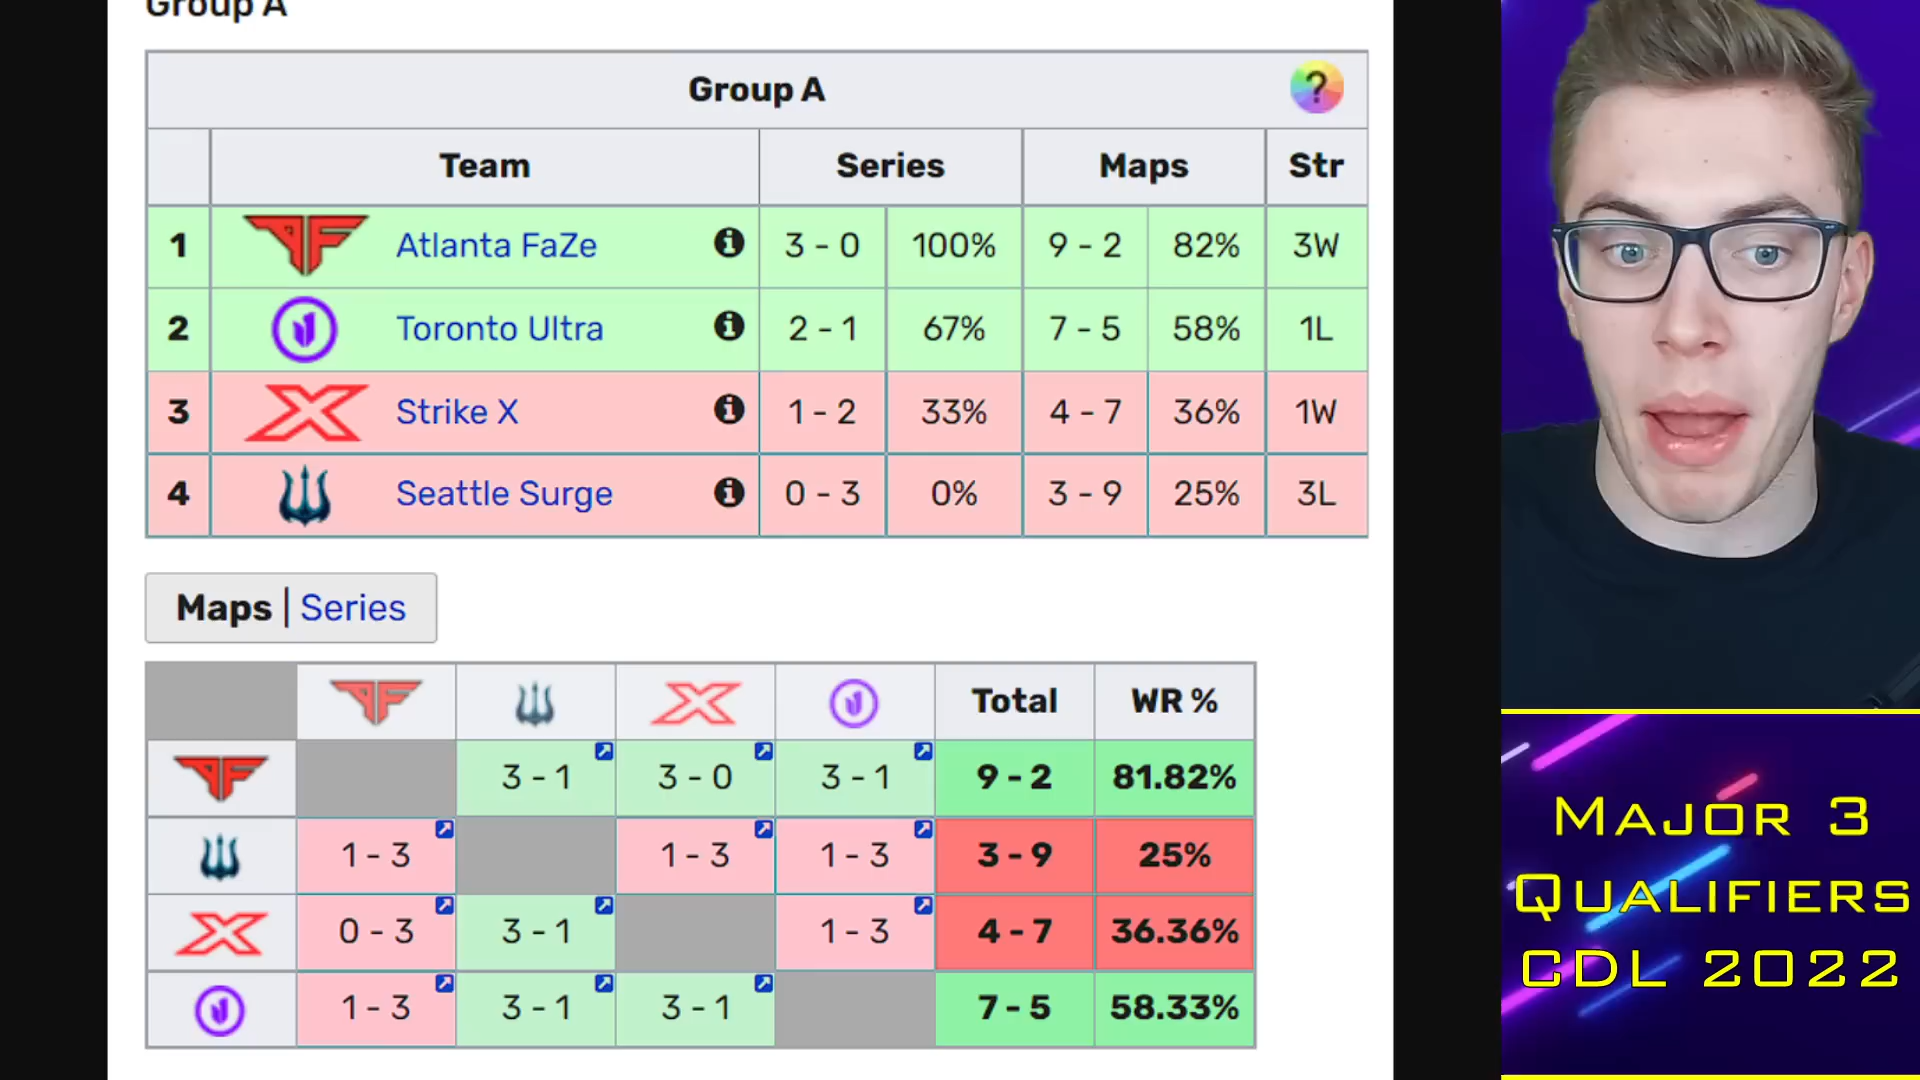 Group A
Group A ?
Team Series Maps Str
1 Atlanta FaZe 3 - 0 100% 9 - 2 82% 3W
2 Toronto Ultra 2 - 1 67% 7 - 5 58% 1L
3 Strike X 1 - 2 33% 4 - 7 36% 1W
4 Seattle Surge 0 - 3 0% 3 - 9 25% 3L
Maps | Series
Total WR %
3 - 1 3 - 0 3 - 1 9 - 2 81.82%
1 - 3 1 - 3 1 - 3 3 - 9 25%
0 - 3 3 - 1 1 - 3 4 - 7 36.36%
1 - 3 3 - 1 3 - 1 7 - 5 58.33%
Major 3
Qualifiers
CDL 2022